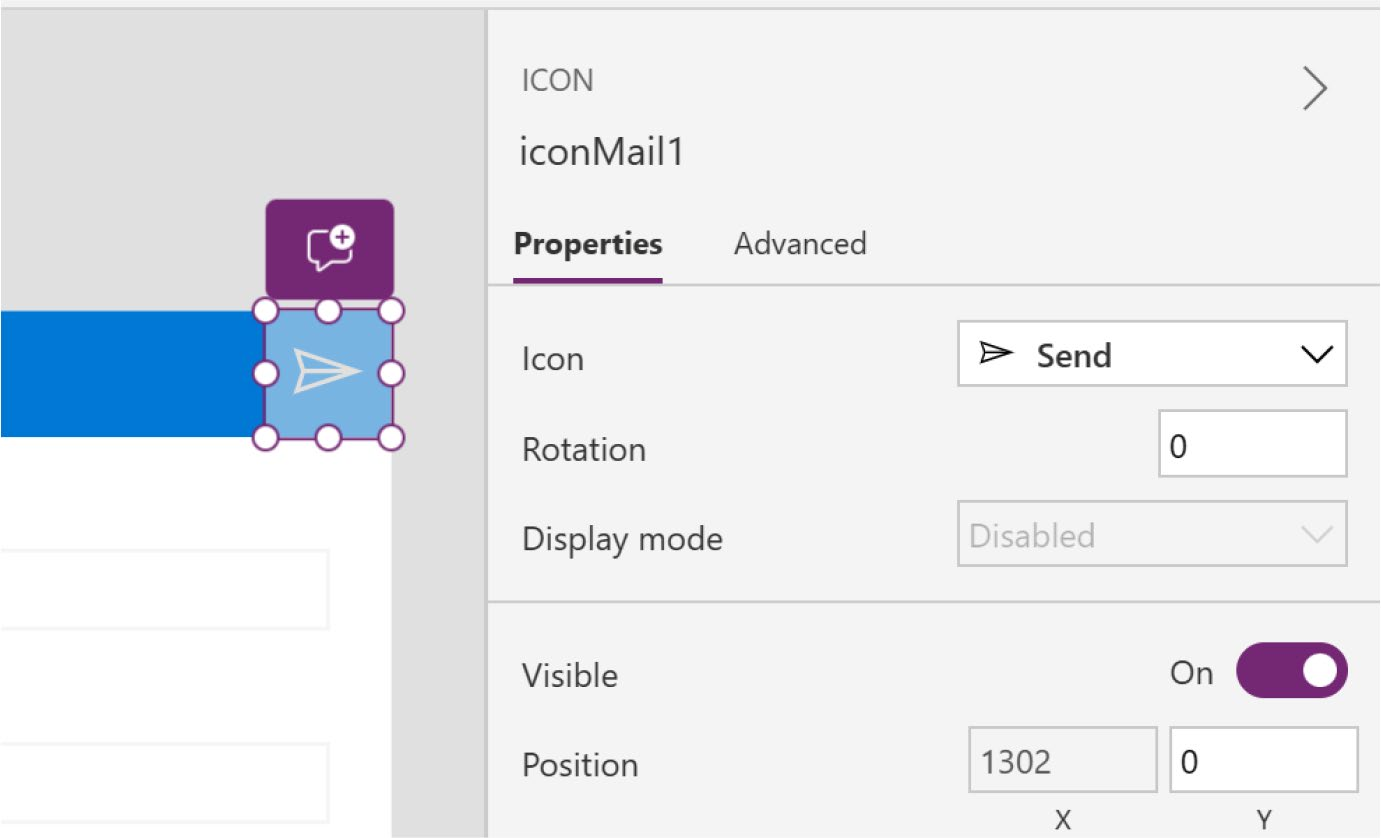 ICON
iconMail1
Properties Advanced
Icon Send
Rotation 0
Display mode Disabled
Visible On
Position 1302 0
X Y